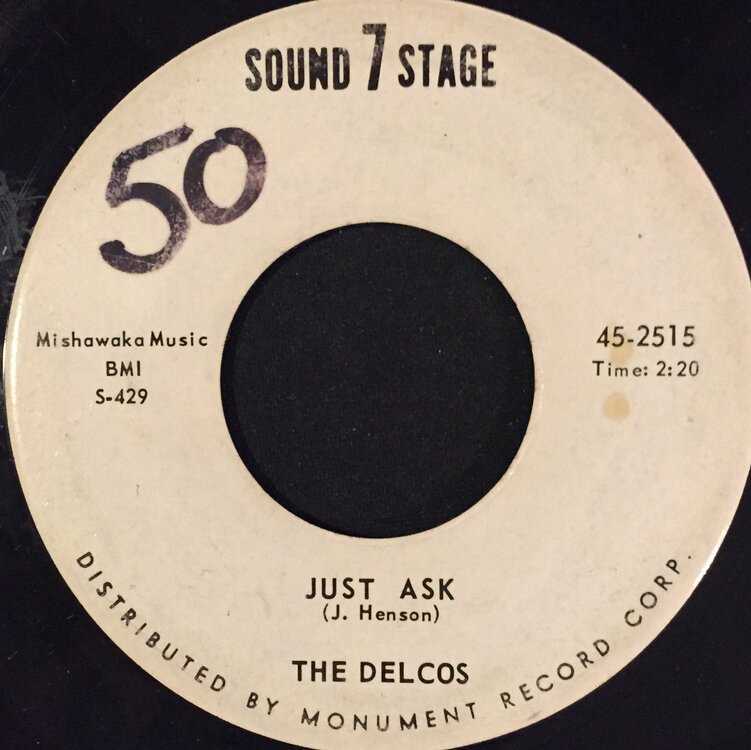 SOUND 7 STAGE
50
Mishawaka Music
BMI
S-429
45-2515
Time: 2:20
JUST ASK
(J. Henson)
THE DELCOS
DISTRIBUTED BY MONUMENT RECORD CORP.